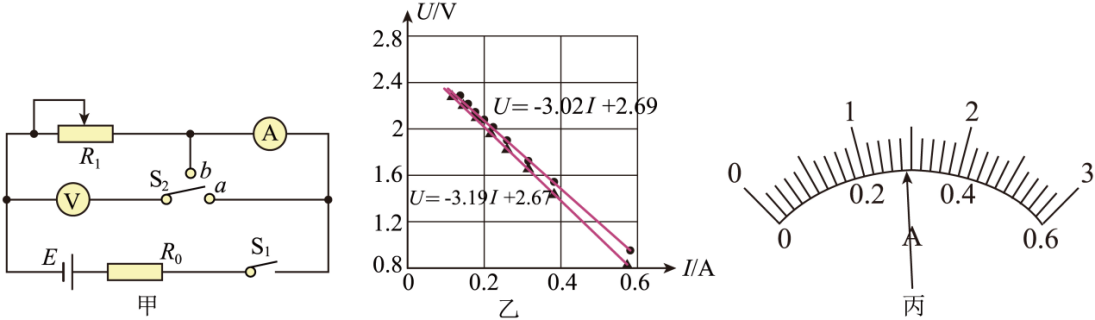 R₁
A
b
S₂
a
V
E
R₀
S₁
甲
U/V
2.8
2.4
2
1.6
1.2
0.8
U= -3.02I +2.69
U= -3.19I +2.67
0
0.2
0.4
0.6
I/A
乙
0
1
2
3
0
0.2
0.4
0.6
A
丙